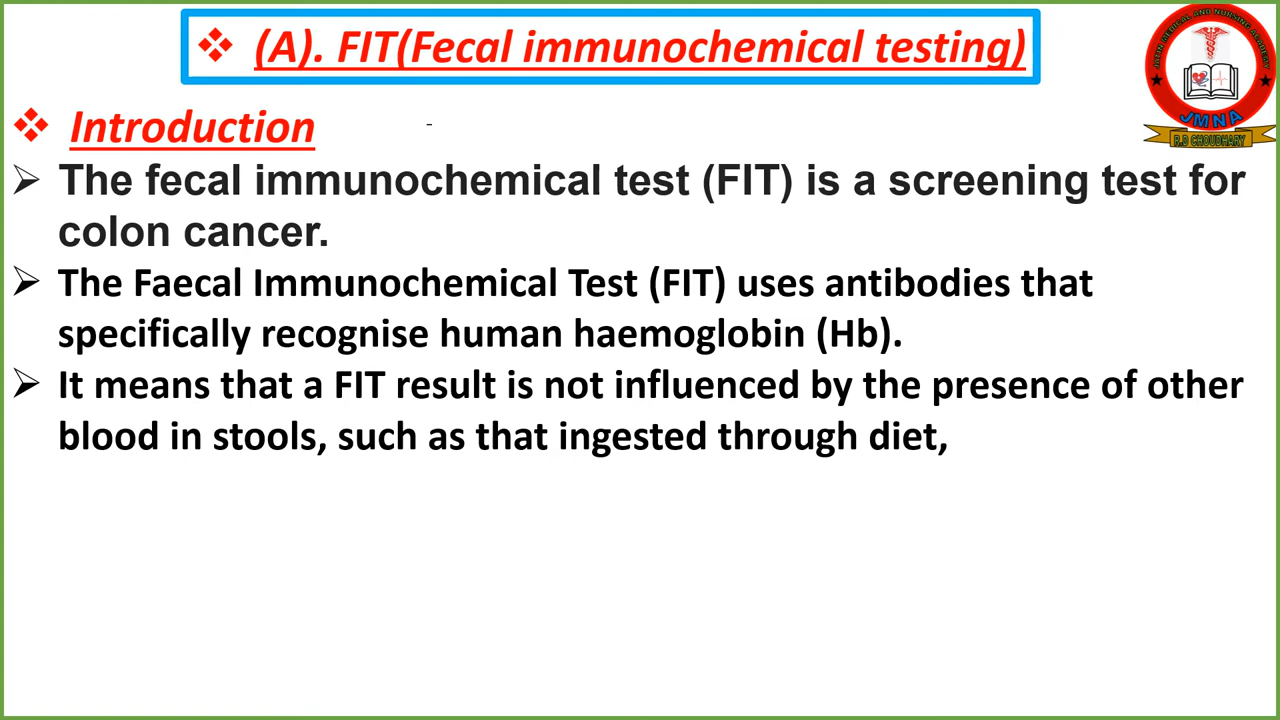 ❖ (A). FIT(Fecal immunochemical testing)
❖ Introduction
➢ The fecal immunochemical test (FIT) is a screening test for
colon cancer.
➢ The Faecal Immunochemical Test (FIT) uses antibodies that
specifically recognise human haemoglobin (Hb).
➢ It means that a FIT result is not influenced by the presence of other
blood in stools, such as that ingested through diet,
JMNA
R.D CHOUDHARY